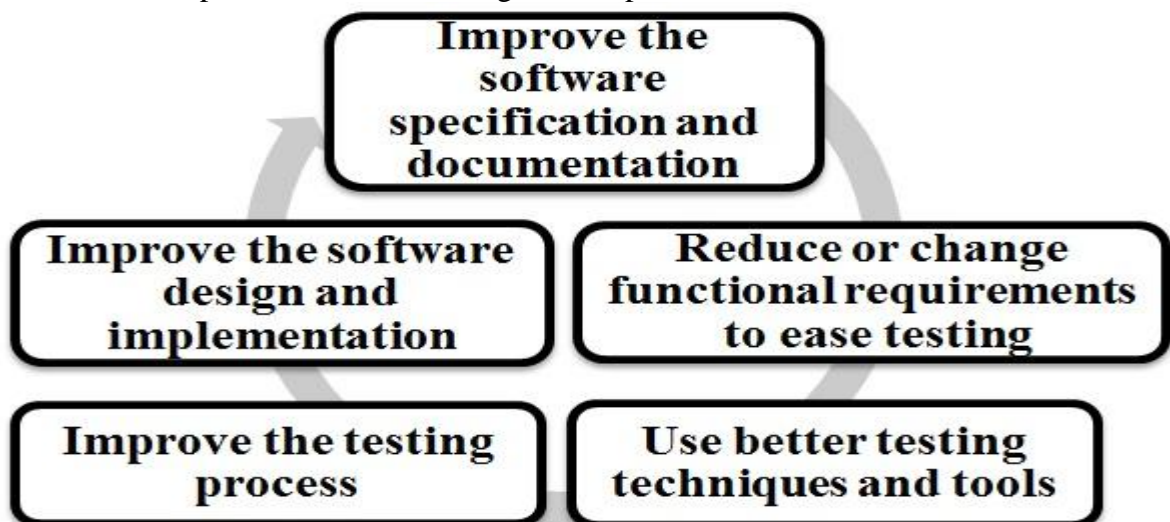 Improve the
software
specification and
documentation
Improve the software
design and
implementation
Reduce or change
functional requirements
to ease testing
Improve the testing
process
Use better testing
techniques and tools